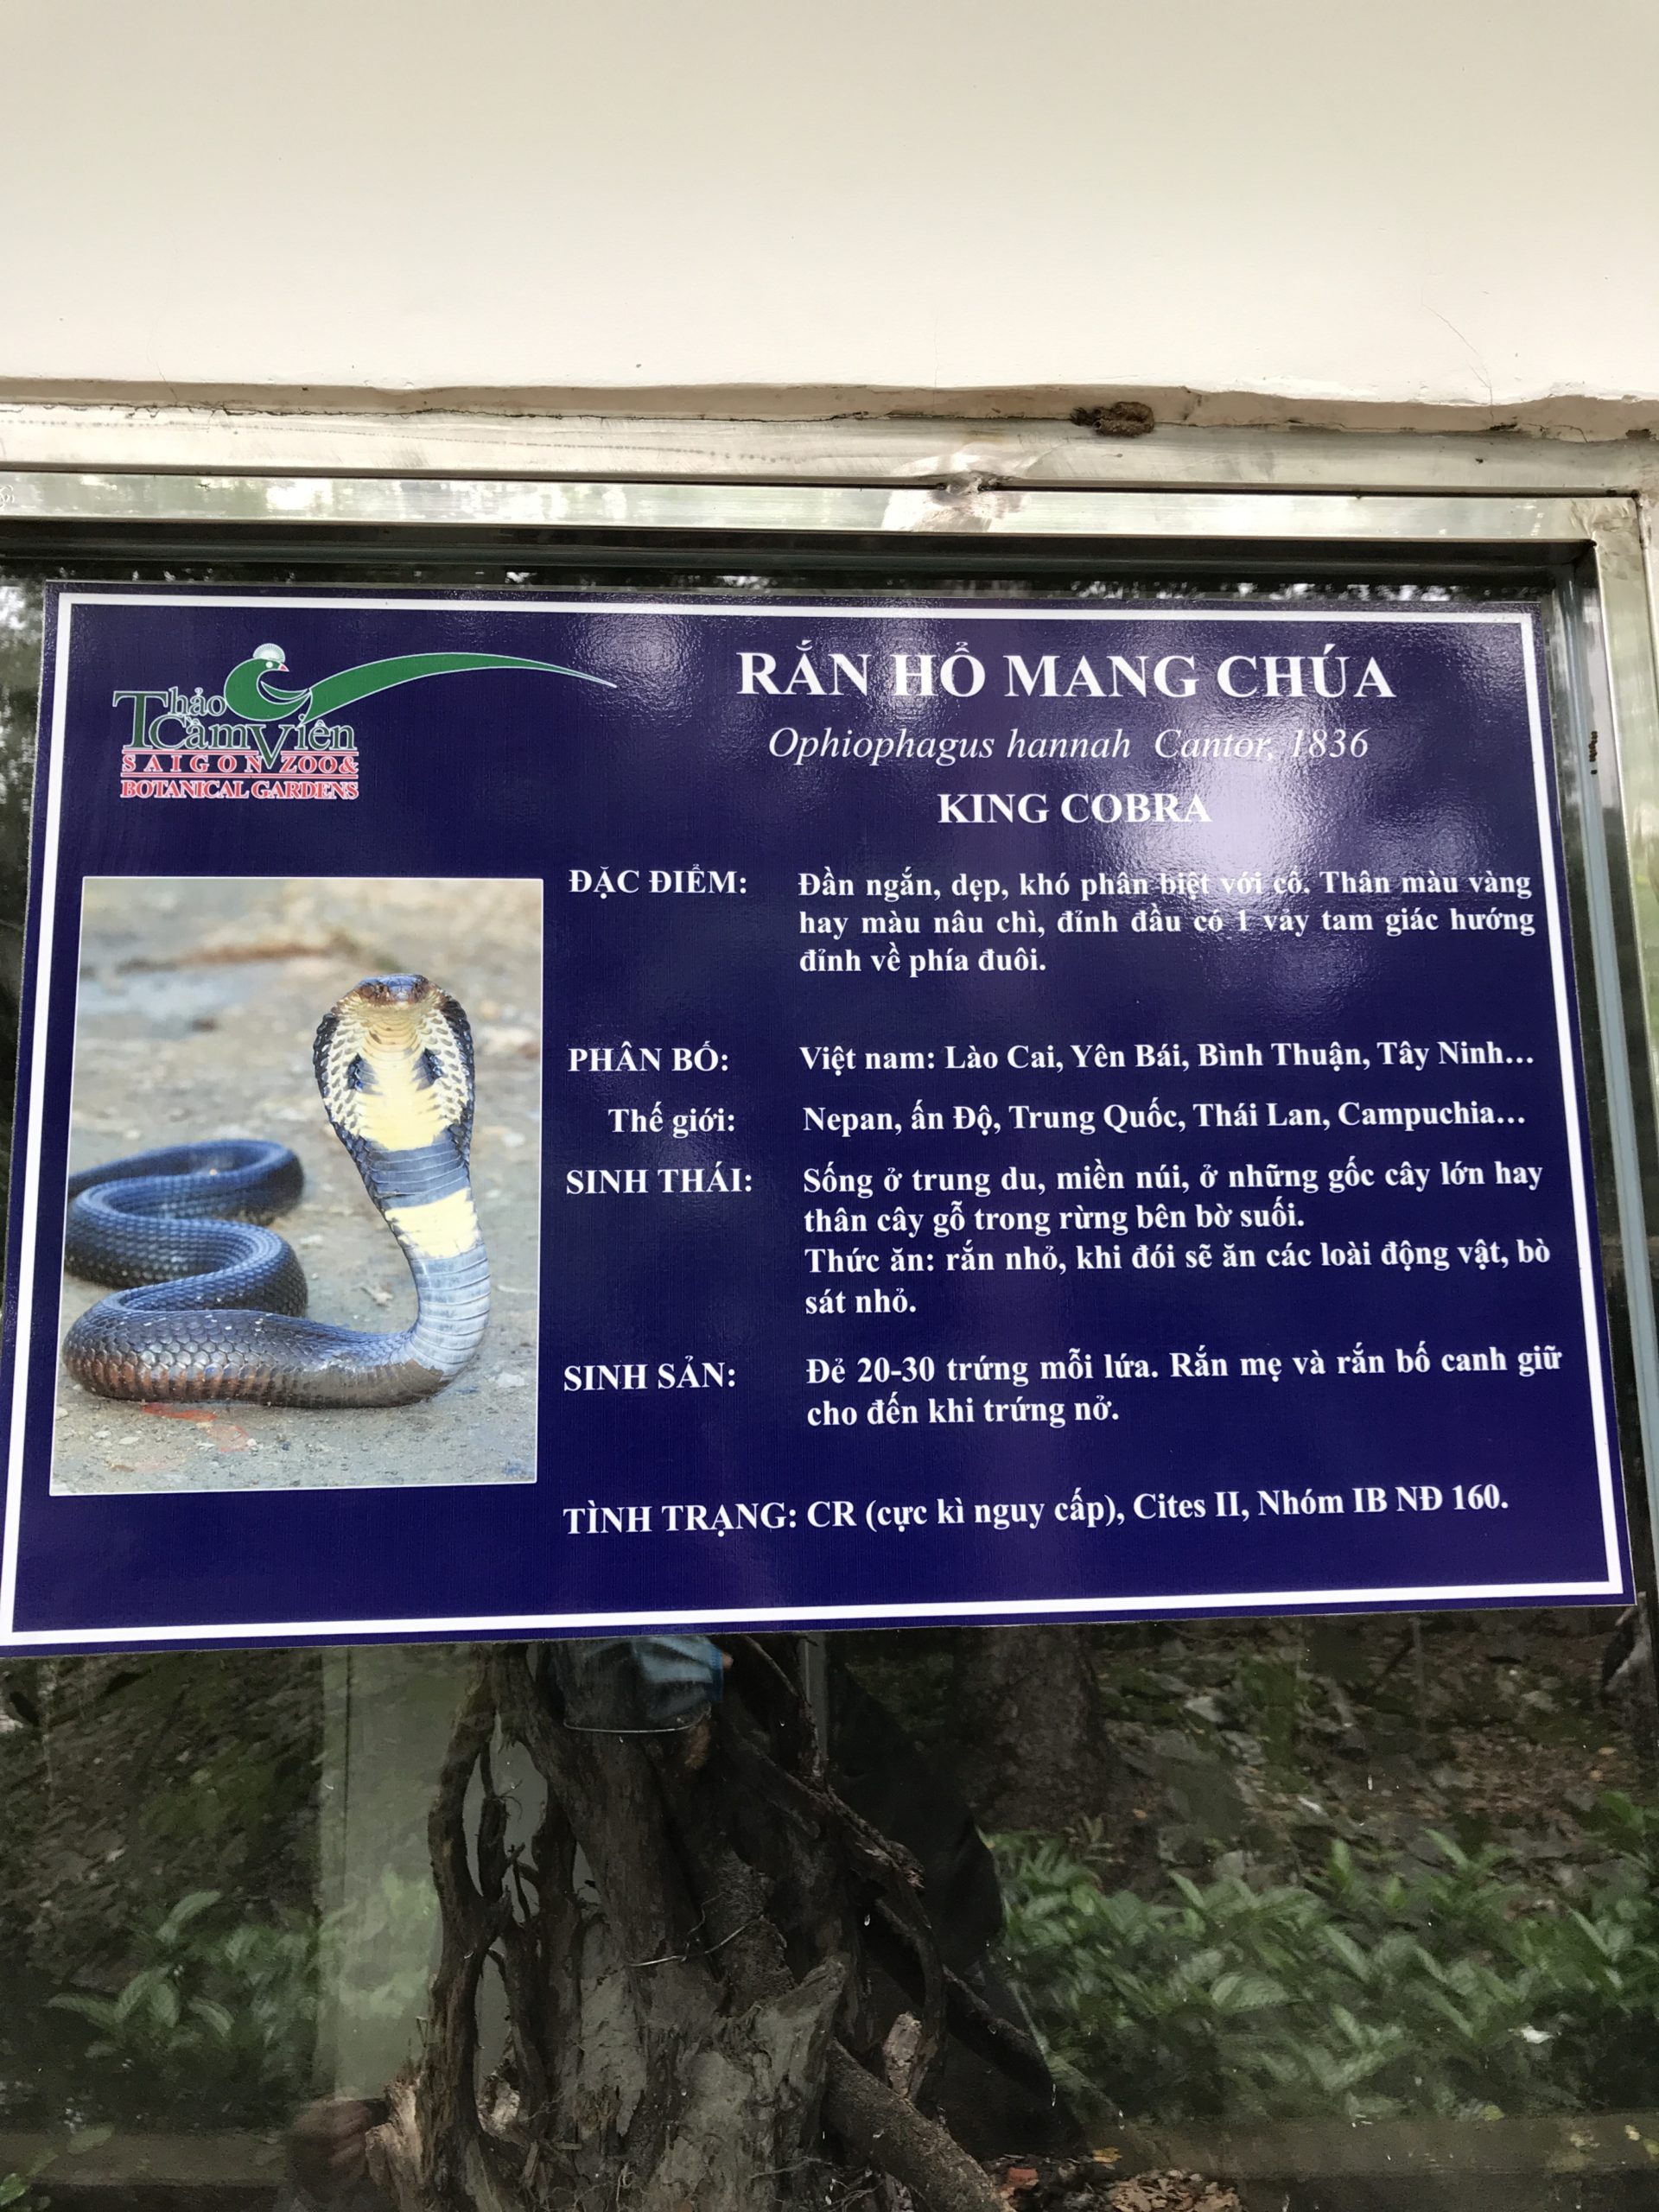 Thảo
Cầm Viên
SAIGON ZOO&
BOTANICAL GARDENS
RẮN HỔ MANG CHÚA
Ophiophagus hannah Cantor, 1836
KING COBRA
ĐẶC ĐIỂM: Đần ngắn, dẹp, khó phân biệt với cổ. Thân màu vàng
hay màu nâu chì, đỉnh đầu có 1 vảy tam giác hướng
đỉnh về phía đuôi.
PHÂN BỐ: Việt nam: Lào Cai, Yên Bái, Bình Thuận, Tây Ninh...
Thế giới: Nepan, ấn Độ, Trung Quốc, Thái Lan, Campuchia...
SINH THÁI: Sống ở trung du, miền núi, ở những gốc cây lớn hay
thân cây gỗ trong rừng bên bờ suối.
Thức ăn: rắn nhỏ, khi đói sẽ ăn các loài động vật, bò
sát nhỏ.
SINH SẢN: Đẻ 20-30 trứng mỗi lứa. Rắn mẹ và rắn bố canh giữ
cho đến khi trứng nở.
TÌNH TRẠNG: CR (cực kì nguy cấp), Cites II, Nhóm IB NĐ 160.